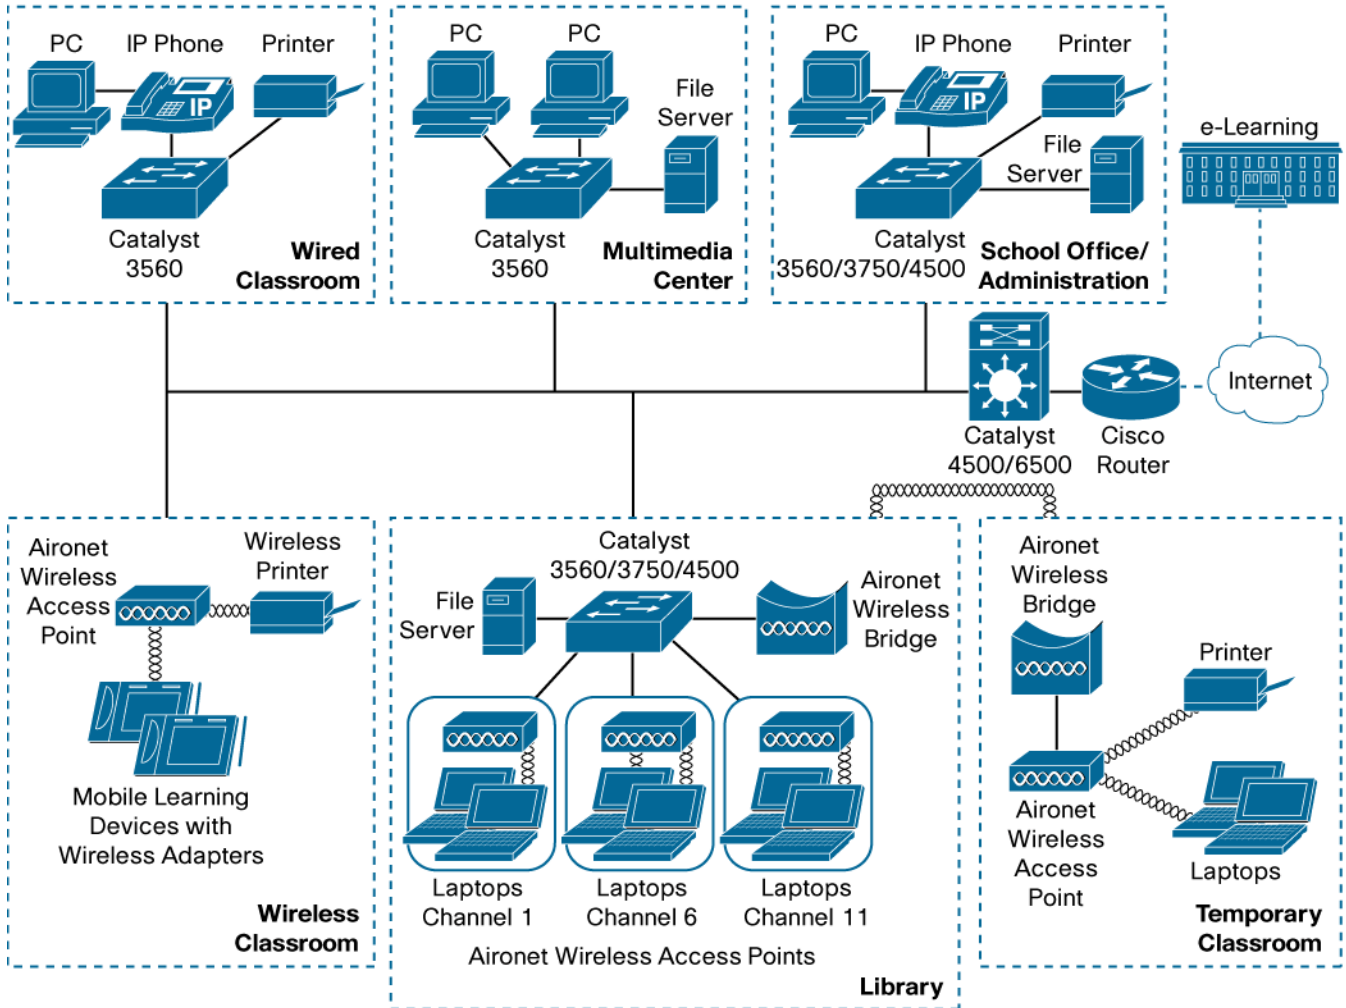 PC
IP Phone
Printer
IP
Catalyst
3560
Wired
Classroom
PC
PC
File
Server
Catalyst
3560
Multimedia
Center
PC
IP Phone
Printer
IP
File
Server
Catalyst
3560/3750/4500
School Office/
Administration
e-Learning
Internet
Catalyst
4500/6500
Cisco
Router
Aironet
Wireless
Access
Point
Wireless
Printer
Mobile Learning
Devices with
Wireless Adapters
Wireless
Classroom
Catalyst
3560/3750/4500
File
Server
Aironet
Wireless
Bridge
Laptops
Channel 1
Laptops
Channel 6
Laptops
Channel 11
Aironet Wireless Access Points
Library
Aironet
Wireless
Bridge
Printer
Aironet
Wireless
Access
Point
Laptops
Temporary
Classroom